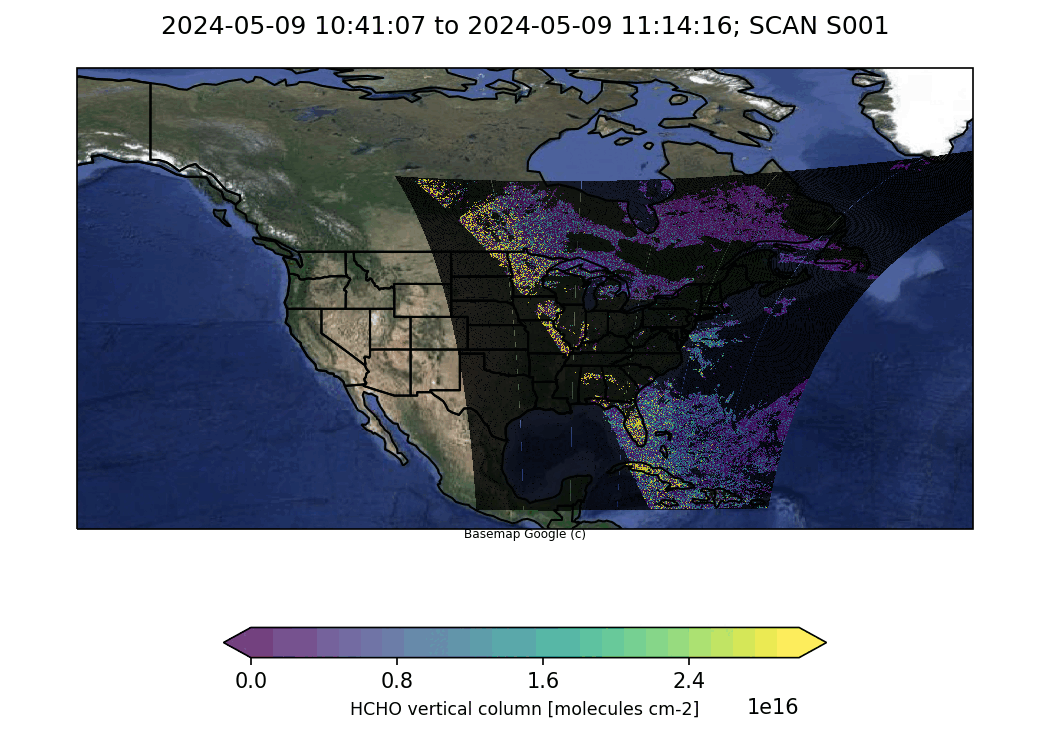 2024-05-09 10:41:07 to 2024-05-09 11:14:16; SCAN S001
Basemap Google (c)
0.0 0.8 1.6 2.4
HCHO vertical column [molecules cm-2] 1e16